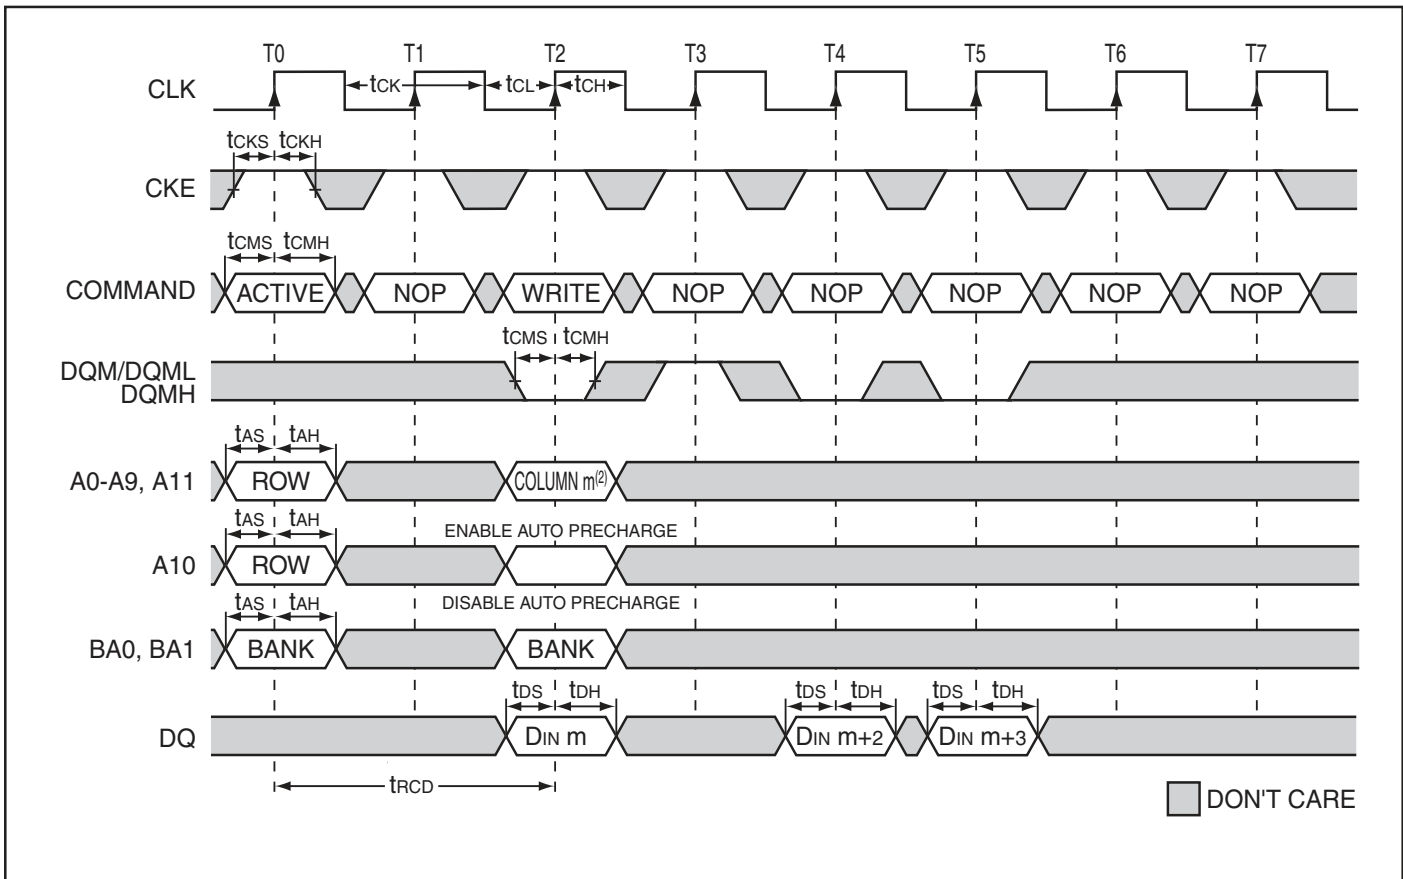 T0 T1 T2 T3 T4 T5 T6 T7
CLK tCK tCL tCH
tCKS tCKH
CKE
tCMS tCMH
COMMAND ACTIVE NOP WRITE NOP NOP NOP NOP NOP
tCMS tCMH
DQM/DQML
DQMH
tAS tAH
A0-A9, A11 ROW COLUMN m(2)
tAS tAH ENABLE AUTO PRECHARGE
A10 ROW
tAS tAH DISABLE AUTO PRECHARGE
BA0, BA1 BANK BANK
tDS tDH tDS tDH tDS tDH
DQ DIN m DIN m+2 DIN m+3
tRCD
DON'T CARE